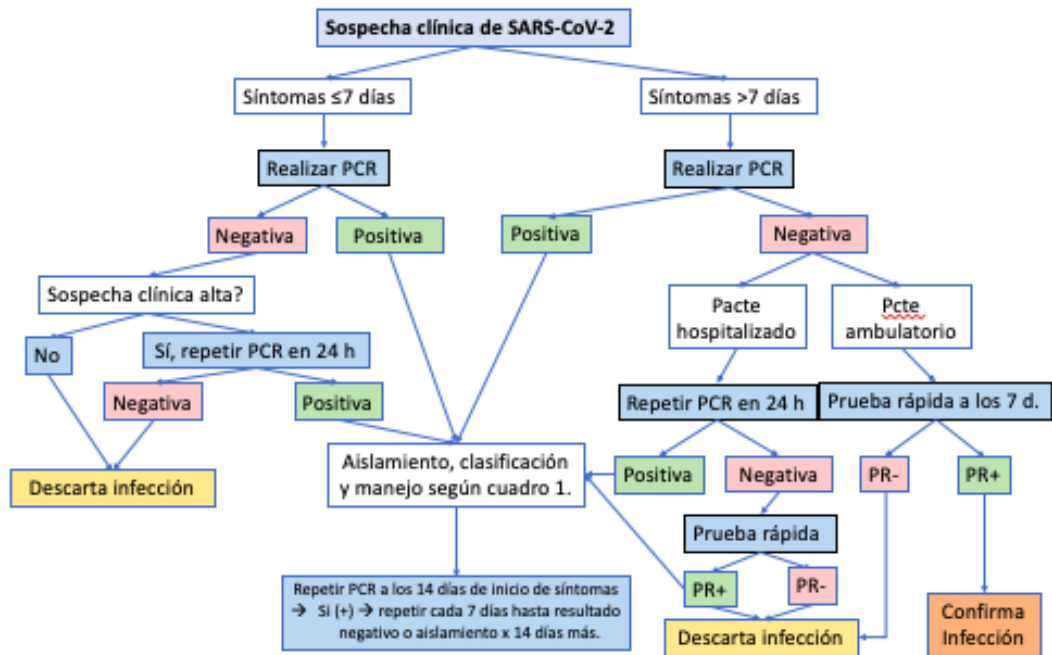 Sospecha clínica de SARS-CoV-2
Síntomas ≤7 días
Síntomas >7 días
Realizar PCR
Realizar PCR
Negativa
Positiva
Positiva
Negativa
Sospecha clínica alta?
Pacte
hospitalizado
Pcte
ambulatorio
No
Sí, repetir PCR en 24 h
Negativa
Positiva
Repetir PCR en 24 h
Prueba rápida a los 7 d.
Descarta infección
Aislamiento, clasificación
y manejo según cuadro 1.
Positiva
Negativa
PR-
PR+
Prueba rápida
Repetir PCR a los 14 días de inicio de síntomas
→ Si (+) → repetir cada 7 días hasta resultado
negativo o aislamiento x 14 días más.
PR+
PR-
Descarta infección
Confirma
Infección